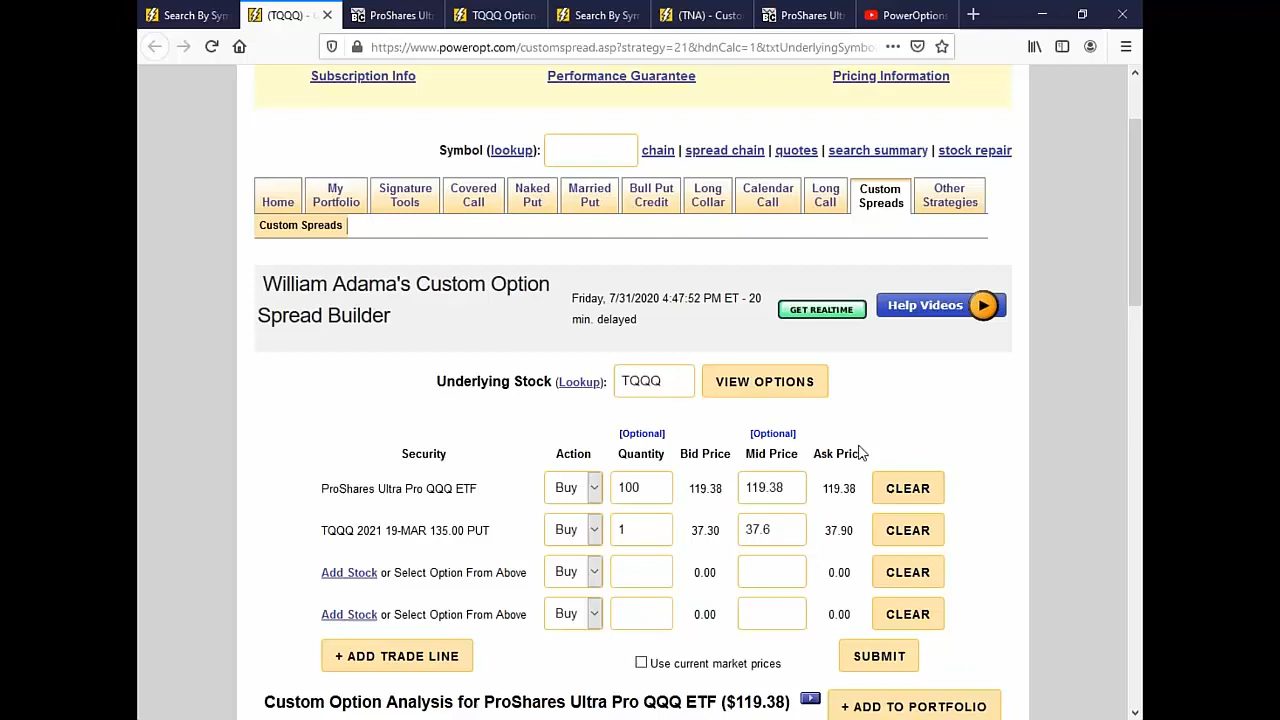 Search By Sym
(TQQQ) -
ProShares Ult
TQQQ Option
Search By Sym
(TNA) - Custo
ProShares Ult
PowerOptions
https://www.poweropt.com/customspread.asp?strategy=21&hdnCalc=1&txtUnderlyingSymbo
Subscription Info
Performance Guarantee
Pricing Information
Symbol (lookup): chain | spread chain | quotes | search summary | stock repair
Home
My Portfolio
Signature Tools
Covered Call
Naked Put
Married Put
Bull Put Credit
Long Collar
Calendar Call
Long Call
Custom Spreads
Other Strategies
Custom Spreads
William Adama's Custom Option
Spread Builder
Friday, 7/31/2020 4:47:52 PM ET - 20
min. delayed
GET REALTIME
Help Videos
Underlying Stock (Lookup): TQQQ VIEW OPTIONS
[Optional] [Optional]
Security Action Quantity Bid Price Mid Price Ask Pric
ProShares Ultra Pro QQQ ETF Buy 100 119.38 119.38 119.38 CLEAR
TQQQ 2021 19-MAR 135.00 PUT Buy 1 37.30 37.6 37.90 CLEAR
Add Stock or Select Option From Above Buy 0.00 0.00 CLEAR
Add Stock or Select Option From Above Buy 0.00 0.00 CLEAR
+ ADD TRADE LINE Use current market prices SUBMIT
Custom Option Analysis for ProShares Ultra Pro QQQ ETF ($119.38) + ADD TO PORTFOLIO